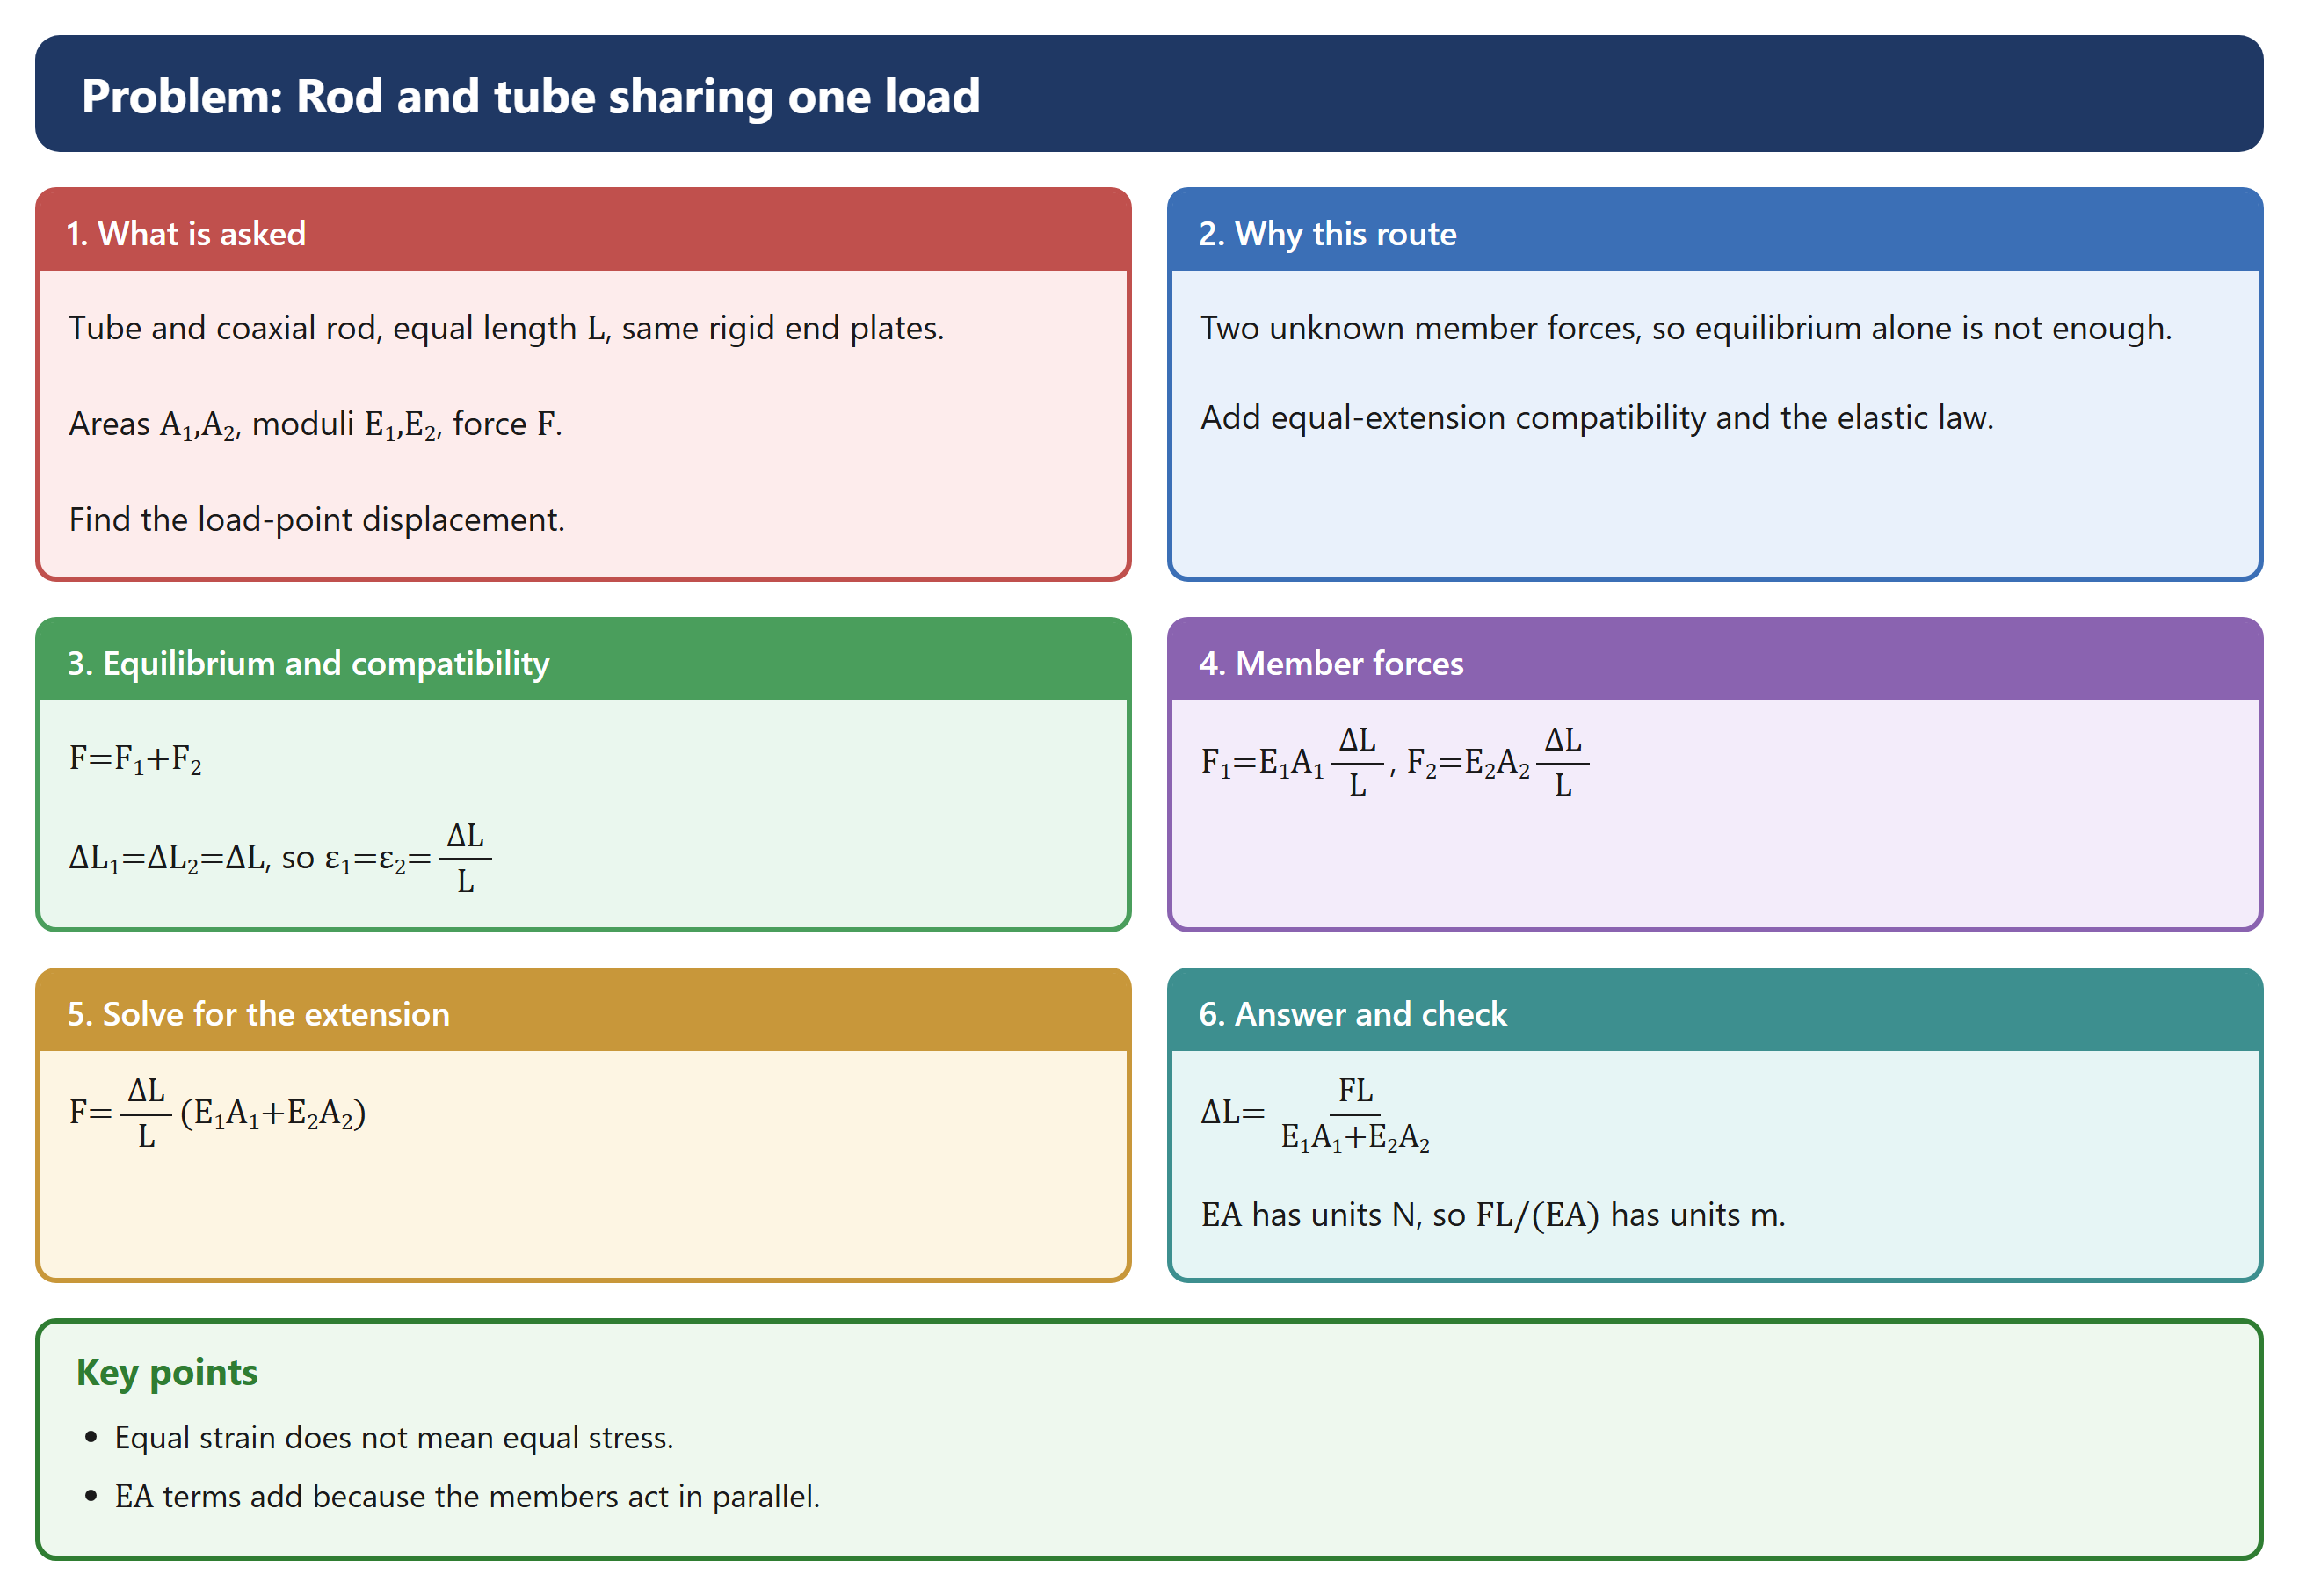 Problem: Rod and tube sharing one load
1. What is asked
Tube and coaxial rod, equal length L, same rigid end plates.
Areas A₁,A₂, moduli E₁,E₂, force F.
Find the load-point displacement.
2. Why this route
Two unknown member forces, so equilibrium alone is not enough.
Add equal-extension compatibility and the elastic law.
3. Equilibrium and compatibility
F=F₁+F₂
ΔL₁=ΔL₂=ΔL, so ε₁=ε₂=ΔL/L
4. Member forces
F₁=E₁A₁ ΔL/L, F₂=E₂A₂ ΔL/L
5. Solve for the extension
F=ΔL/L (E₁A₁+E₂A₂)
6. Answer and check
ΔL= FL/(E₁A₁+E₂A₂)
EA has units N, so FL/(EA) has units m.
Key points
• Equal strain does not mean equal stress.
• EA terms add because the members act in parallel.